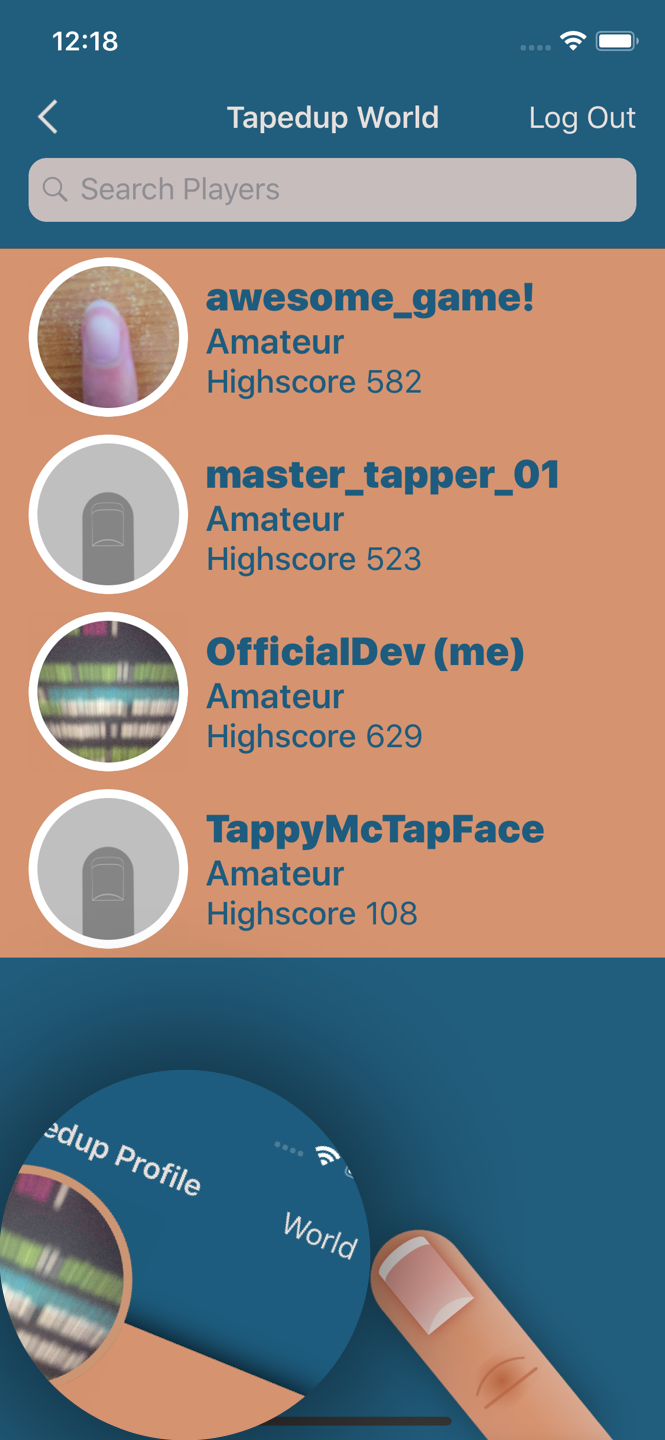 12:18
Tapedup World
Log Out
Search Players
awesome_game!
Amateur
Highscore 582
master_tapper_01
Amateur
Highscore 523
OfficialDev (me)
Amateur
Highscore 629
TappyMcTapFace
Amateur
Highscore 108
edup Profile
World